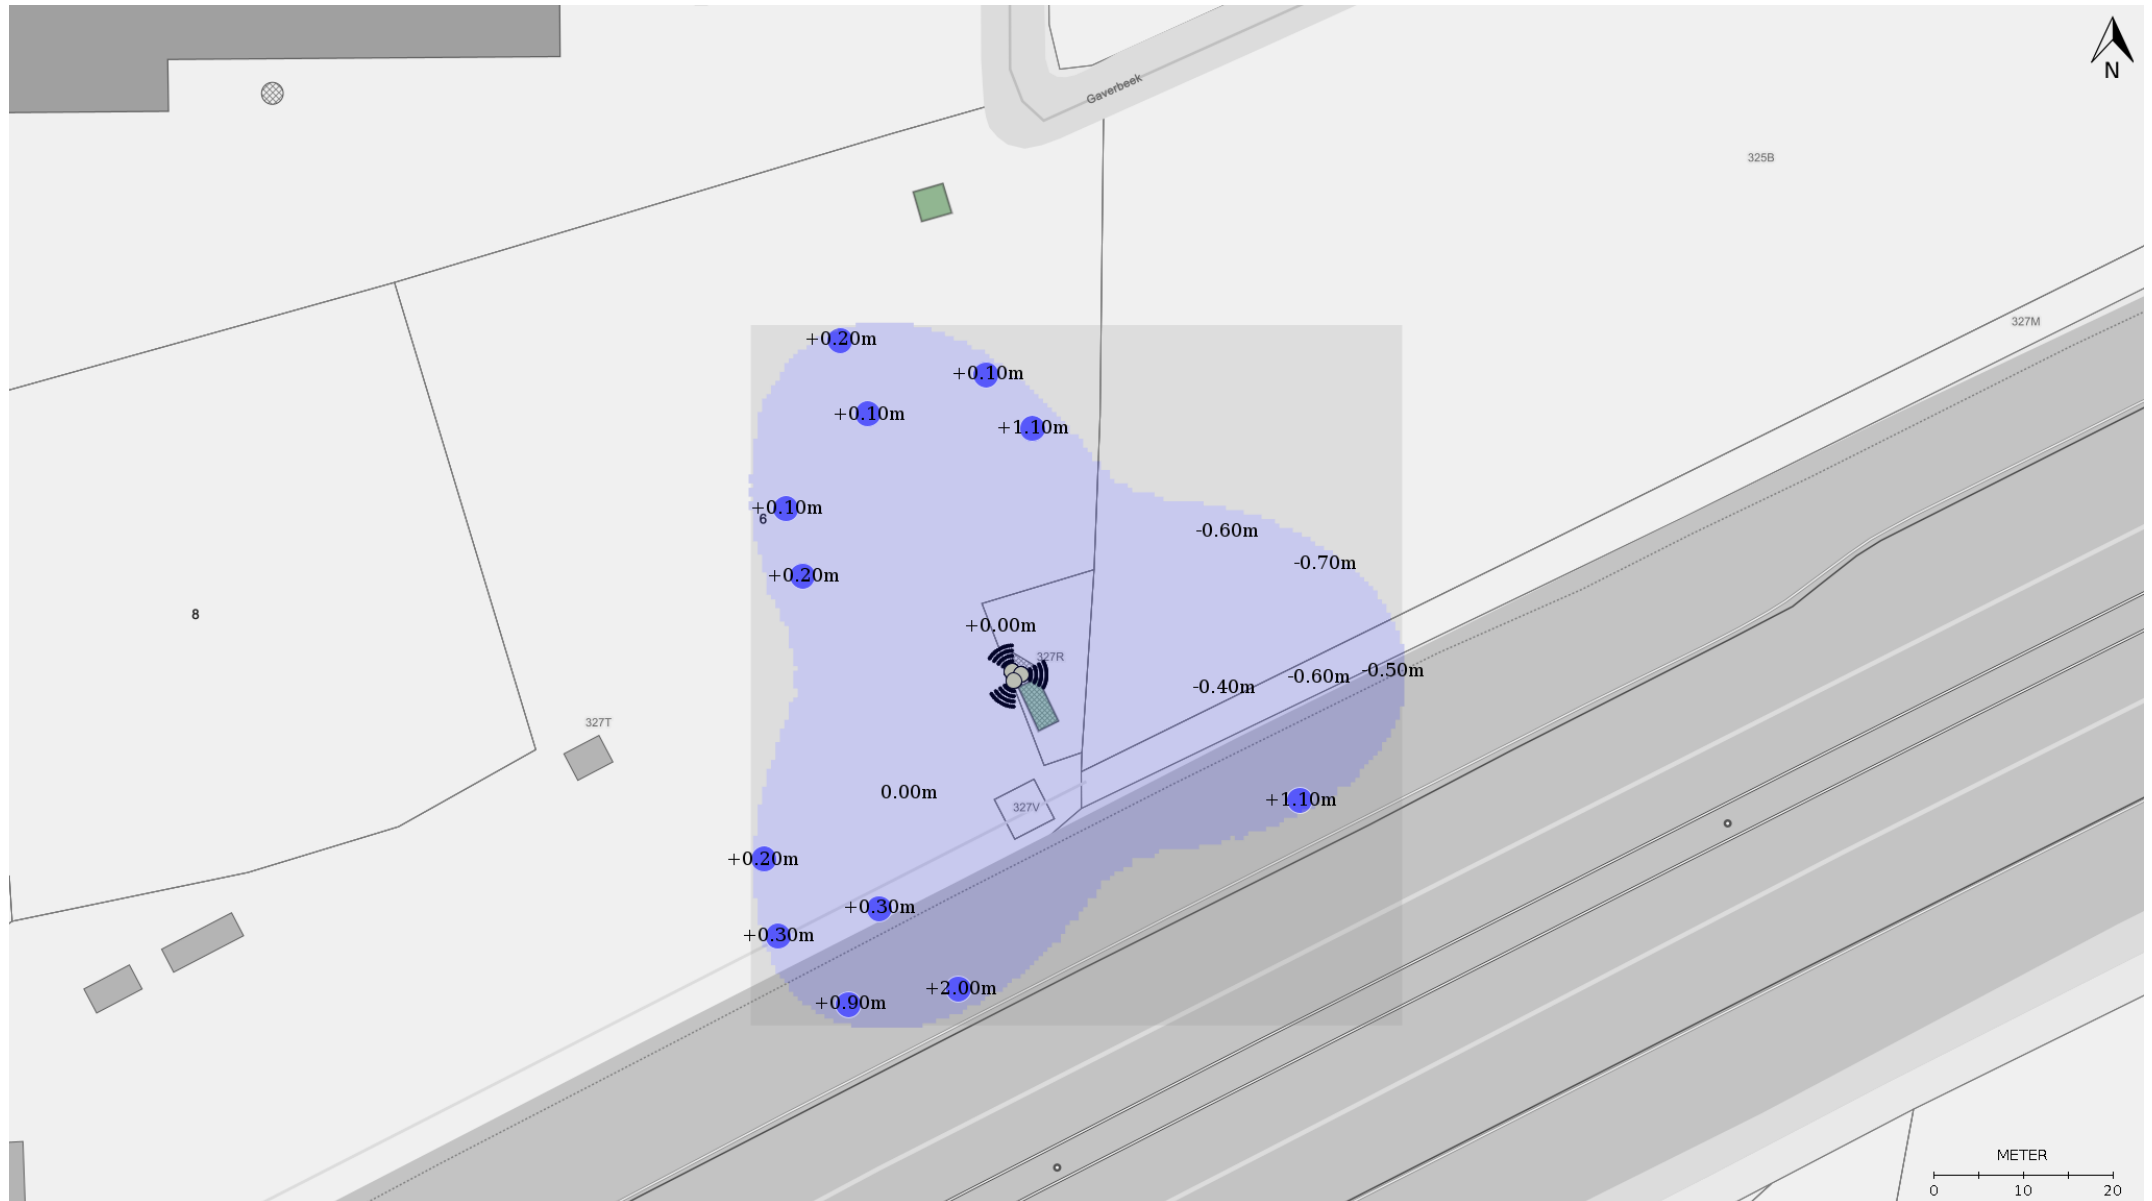 N
Gaverbeek
325B
327M
+0.20m
+0.10m
+0.10m
+1.10m
+0.10m
6
-0.60m
-0.70m
+0.20m
8
+0.00m
327R
-0.50m
-0.60m
-0.40m
327T
0.00m
+1.10m
327V
+0.20m
+0.30m
+0.30m
+2.00m
+0.90m
METER
0 10 20